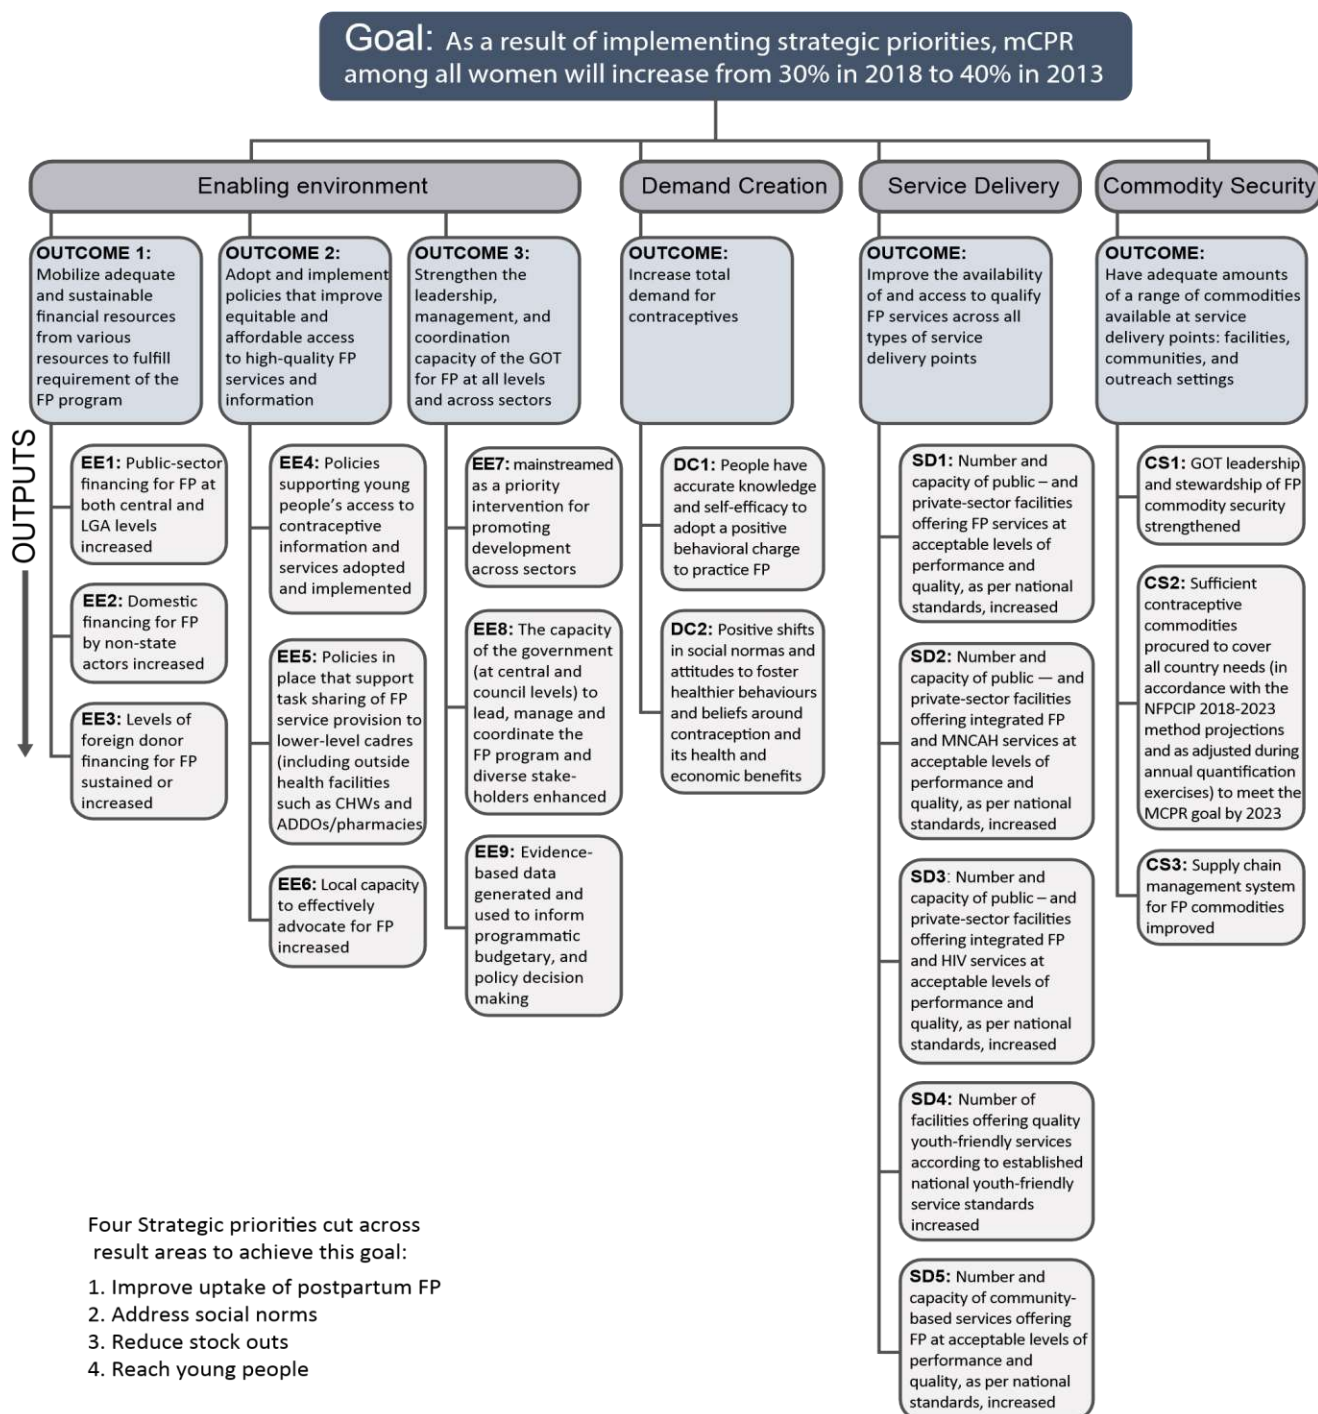 Goal: As a result of implementing strategic priorities, mCPR
among all women will increase from 30% in 2018 to 40% in 2013
Enabling environment
OUTCOME 1:
Mobilize adequate
and sustainable
financial resources
from various
resources to fulfill
requirement of the
FP program
OUTCOME 2:
Adopt and implement
policies that improve
equitable and
affordable access
to high-quality FP
services and
information
OUTCOME 3:
Strengthen the
leadership,
management, and
coordination
capacity of the GOT
for FP at all levels
and across sectors
OUTPUTS
EE1: Public-sector
financing for FP at
both central and
LGA levels
increased
EE2: Domestic
financing for FP
by non-state
actors increased
EE3: Levels of
foreign donor
financing for FP
sustained or
increased
EE4: Policies
supporting young
people's access to
contraceptive
information and
services adopted
and implemented
EE5: Policies in
place that support
task sharing of FP
service provision to
lower-level cadres
(including outside
health facilities
such as CHWs and
ADDOs/pharmacies
EE6: Local capacity
to effectively
advocate for FP
increased
EE7: mainstreamed
as a priority
intervention for
promoting
development
across sectors
EE8: The capacity
of the government
(at central and
council levels) to
lead, manage and
coordinate the
FP program and
diverse stake-
holders enhanced
EE9: Evidence-
based data
generated and
used to inform
programmatic
budgetary, and
policy decision
making
Demand Creation
OUTCOME:
Increase total
demand for
contraceptives
DC1: People have
accurate knowledge
and self-efficacy to
adopt a positive
behavioral charge
to practice FP
DC2: Positive shifts
in social normas and
attitudes to foster
healthier behaviours
and beliefs around
contraception and
its health and
economic benefits
Service Delivery
OUTCOME:
Improve the availability
of and access to qualify
FP services across all
types of service
delivery points
SD1: Number and
capacity of public – and
private-sector facilities
offering FP services at
acceptable levels of
performance and
quality, as per national
standards, increased
SD2: Number and
capacity of public — and
private-sector facilities
offering integrated FP
and MNCAH services at
acceptable levels of
performance and
quality, as per national
standards, increased
SD3: Number and
capacity of public – and
private-sector facilities
offering integrated FP
and HIV services at
acceptable levels of
performance and
quality, as per national
standards, increased
SD4: Number of
facilities offering quality
youth-friendly services
according to established
national youth-friendly
service standards
increased
SD5: Number and
capacity of community-
based services offering
FP at acceptable levels of
performance and
quality, as per national
standards, increased
Commodity Security
OUTCOME:
Have adequate amounts
of a range of commodities
available at service
delivery points: facilities,
communities, and
outreach settings
CS1: GOT leadership
and stewardship of FP
commodity security
strengthened
CS2: Sufficient
contraceptive
commodities
procured to cover
all country needs (in
accordance with the
NFPCIP 2018-2023
method projections
and as adjusted during
annual quantification
exercises) to meet the
MCPR goal by 2023
CS3: Supply chain
management system
for FP commodities
improved
Four Strategic priorities cut across
result areas to achieve this goal:
1. Improve uptake of postpartum FP
2. Address social norms
3. Reduce stock outs
4. Reach young people